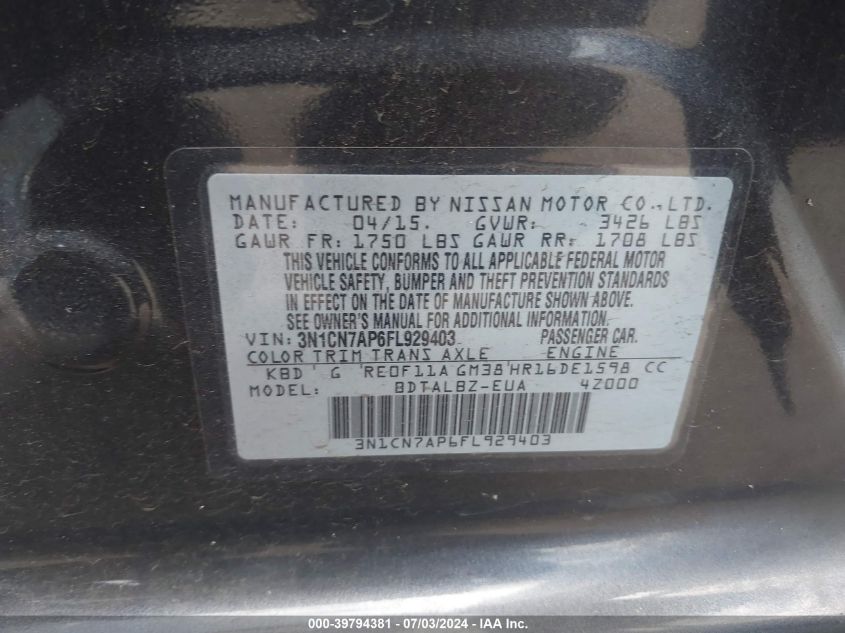 MANUFACTURED BY NISSAN MOTOR CO., LTD.
DATE: 04/15. GVWR: 3426 LBS
GAWR FR: 1750 LBS GAWR RR: 1708 LBS
THIS VEHICLE CONFORMS TO ALL APPLICABLE FEDERAL MOTOR
VEHICLE SAFETY, BUMPER AND THEFT PREVENTION STANDARDS
IN EFFECT ON THE DATE OF MANUFACTURE SHOWN ABOVE.
SEE OWNER'S MANUAL FOR ADDITIONAL INFORMATION.
VIN: 3N1CN7AP6FL929403 PASSENGER CAR.
COLOR TRIM TRANS AXLE ENGINE
KBD ' G ' RE0F11A GM38 ' HR16DE1598 CC
MODEL: BDTALBZ-EUA 4Z000
3N1CN7AP6FL929403
000-39794381 - 07/03/2024 - IAA Inc.